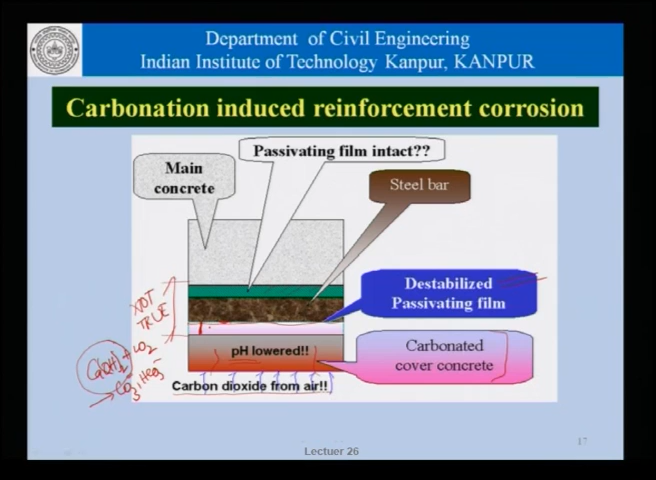 Department of Civil Engineering
Indian Institute of Technology Kanpur, KANPUR
Carbonation induced reinforcement corrosion
Passivating film intact??
Main
concrete
Steel bar
Destabilized
Passivating film
NOT
TRUE
Carbonated
cover concrete
pH lowered!!
Ca(OH)2 + CO2
Carbon dioxide from air!!
17
Lectuer 26